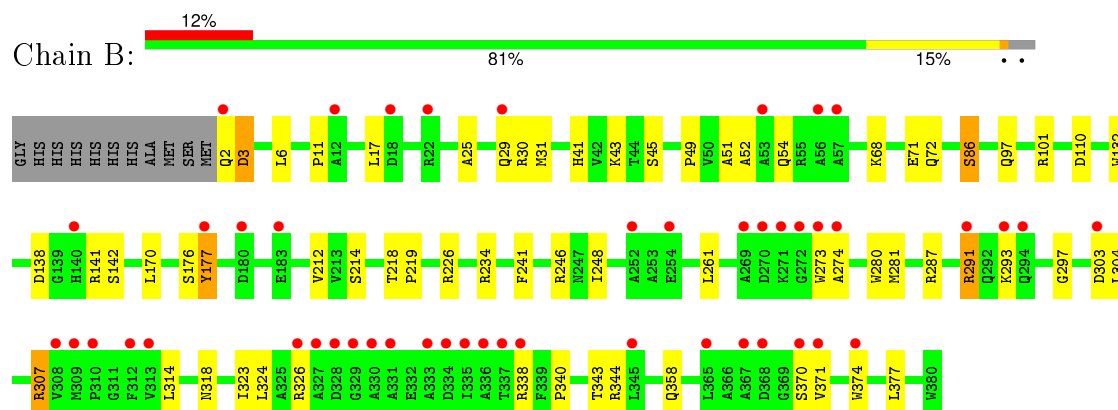 12%
Chain B:
81% 15% • •
GLY HIS HIS HIS HIS HIS HIS ALA MET SER MET Q2 D3 L6 P11 A12 L17 D18 R22 A25 Q29 R30 M31 H41 V42 K43 T44 S45 P49 V50 A51 A52 A53 Q54 R55 A56 A57 K68 E71 Q72 S86 Q97 R101 D110
D138 G139 H140 R141 S142 L170 S176 Y177 D180 E183 V212 V213 S214 T218 P219 R226 R234 F241 R246 N247 I248 A252 A253 E254 L261 A269 D270 K271 G272 W273 A274 W280 M281 R287 R291 Q292 K293 Q294 G297 D303
R307 V308 M309 P310 G311 F312 V313 L314 N318 I323 L324 A325 R326 A327 D328 G329 A330 A331 E332 A333 D334 I335 A336 T337 R338 F339 P340 T343 R344 L345 Q358 L365 A366 A367 D368 G369 S370 V371 W374 L377 W380